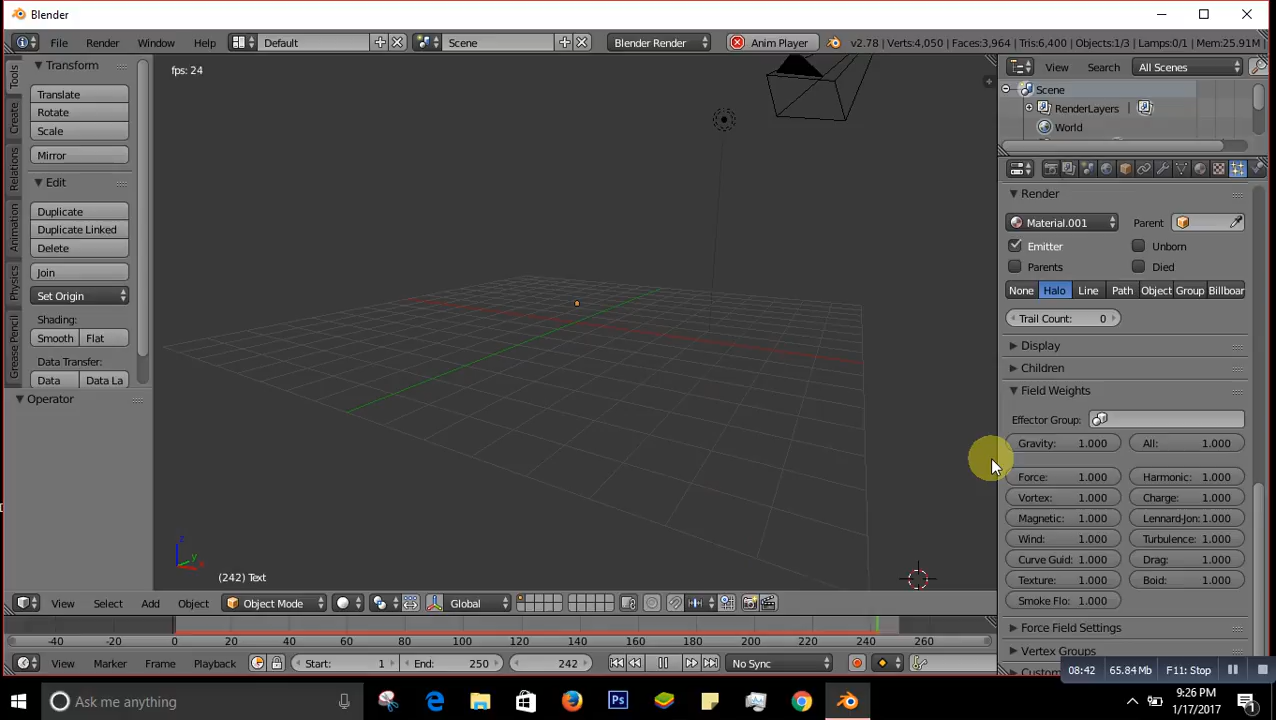 Blender
File Render Window Help Default Scene Blender Render Anim Player v2.78 | Verts:4,050 | Faces:3,964 | Tris:6,400 | Objects:1/3 | Lamps:0/1 | Mem:25.91M
fps: 24
View Search All Scenes
Scene
RenderLayers
World
Tools
Create
Relations
Animation
Physics
Grease Pencil
Transform
Translate
Rotate
Scale
Mirror
Edit
Duplicate
Duplicate Linked
Delete
Join
Set Origin
Shading:
Smooth Flat
Data Transfer:
Data Data La
Operator
z
y
x
(242) Text
Render
Material.001 Parent
Emitter Unborn
Parents Died
None Halo Line Path Object Group Billboar
Trail Count: 0
Display
Children
Field Weights
Effector Group:
Gravity: 1.000 All: 1.000
Force: 1.000 Harmonic: 1.000
Vortex: 1.000 Charge: 1.000
Magnetic: 1.000 Lennard-Jon: 1.000
Wind: 1.000 Turbulence: 1.000
Curve Guid: 1.000 Drag: 1.000
Texture: 1.000 Boid: 1.000
Smoke Flo: 1.000
Force Field Settings
Vertex Groups
View Select Add Object Object Mode Global
-40 -20 0 20 40 60 80 100 120 140 160 180 200 220 240 260
View Marker Frame Playback Start: 1 End: 250 242 No Sync
08:42 65.84 Mb F11: Stop
Ask me anything
9:26 PM
1/17/2017